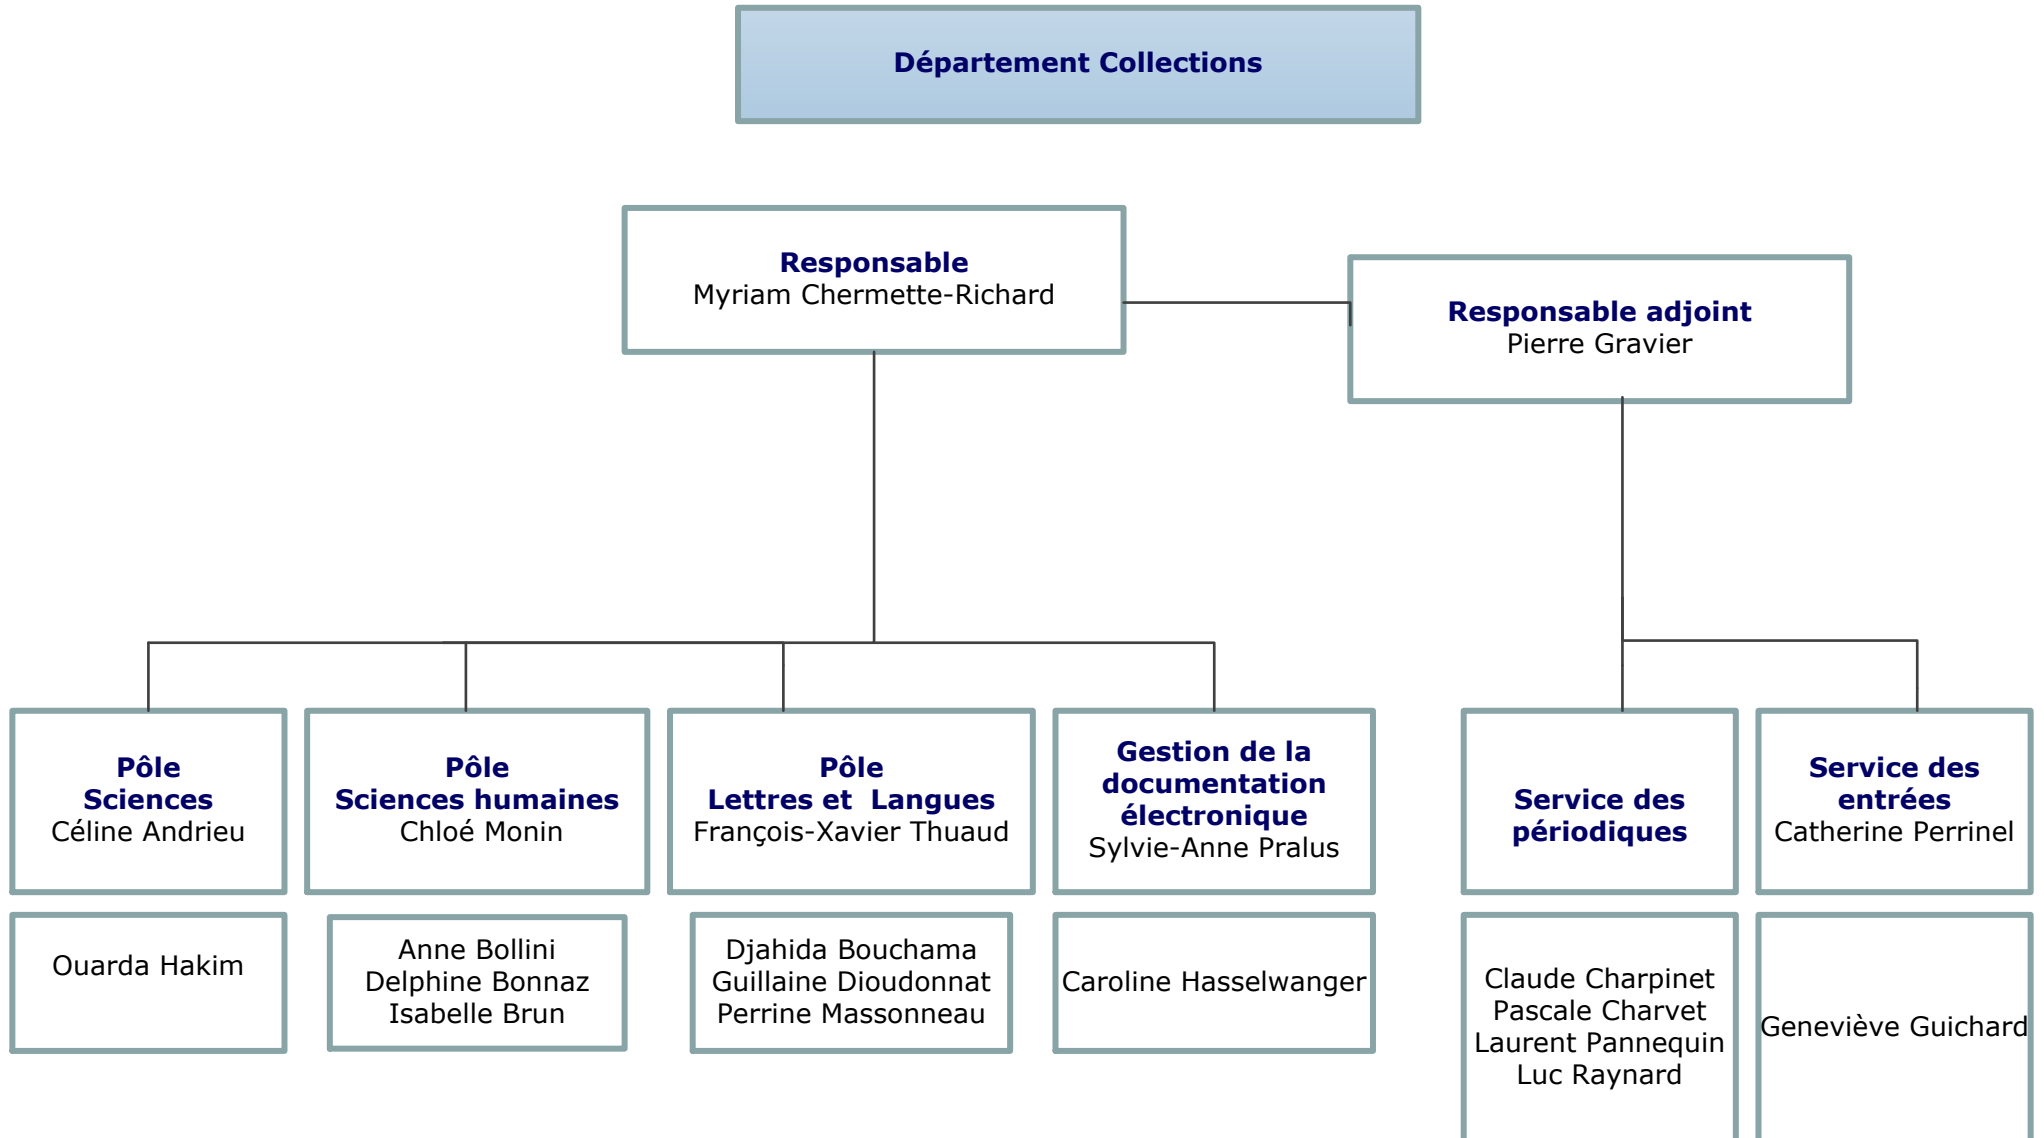 Département Collections
Responsable
Myriam Chermette-Richard
Responsable adjoint
Pierre Gravier
Pôle
Sciences
Céline Andrieu
Pôle
Sciences humaines
Chloé Monin
Pôle
Lettres et  Langues
François-Xavier Thuaud
Gestion de la
documentation
électronique
Sylvie-Anne Pralus
Service des
périodiques
Service des
entrées
Catherine Perrinel
Ouarda Hakim
Anne Bollini
Delphine Bonnaz
Isabelle Brun
Djahida Bouchama
Guillaine Dioudonnat
Perrine Massonneau
Caroline Hasselwanger
Claude Charpinet
Pascale Charvet
Laurent Pannequin
Luc Raynard
Geneviève Guichard